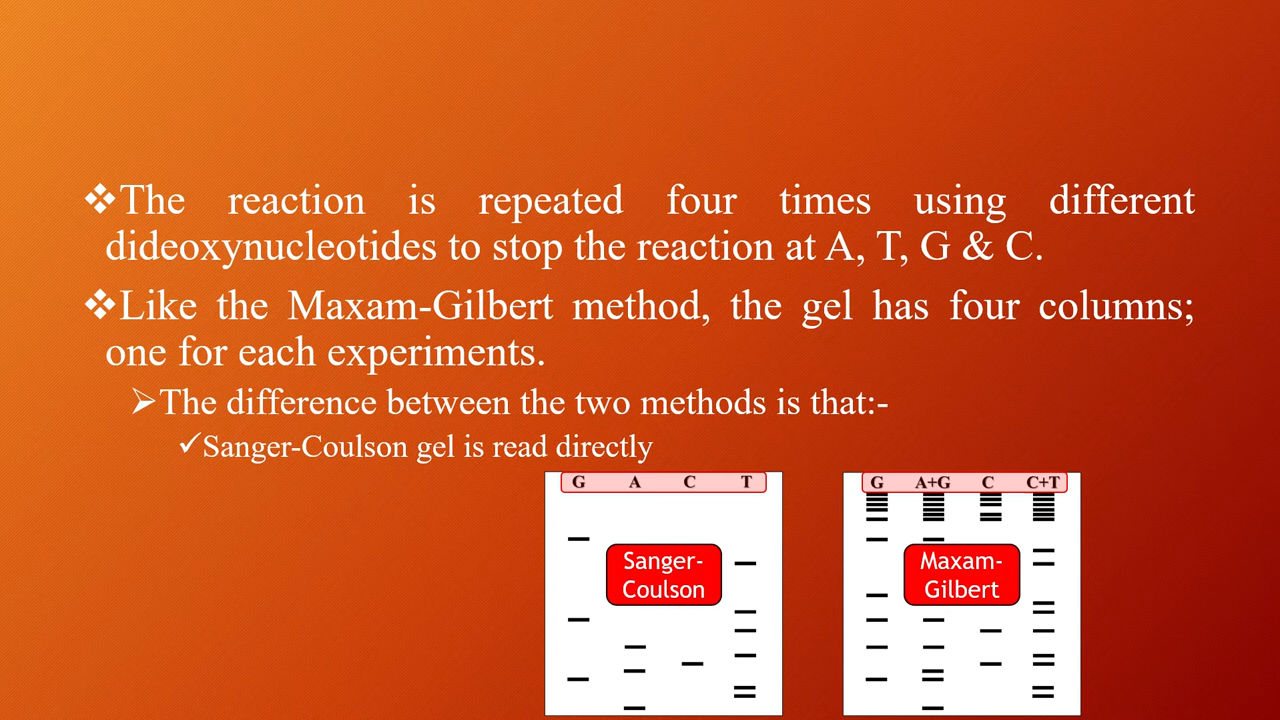 ❖The reaction is repeated four times using different
dideoxynucleotides to stop the reaction at A, T, G & C.
❖Like the Maxam-Gilbert method, the gel has four columns;
one for each experiments.
➢The difference between the two methods is that:-
✓Sanger-Coulson gel is read directly
G A C T
Sanger-
Coulson
G A+G C C+T
Maxam-
Gilbert